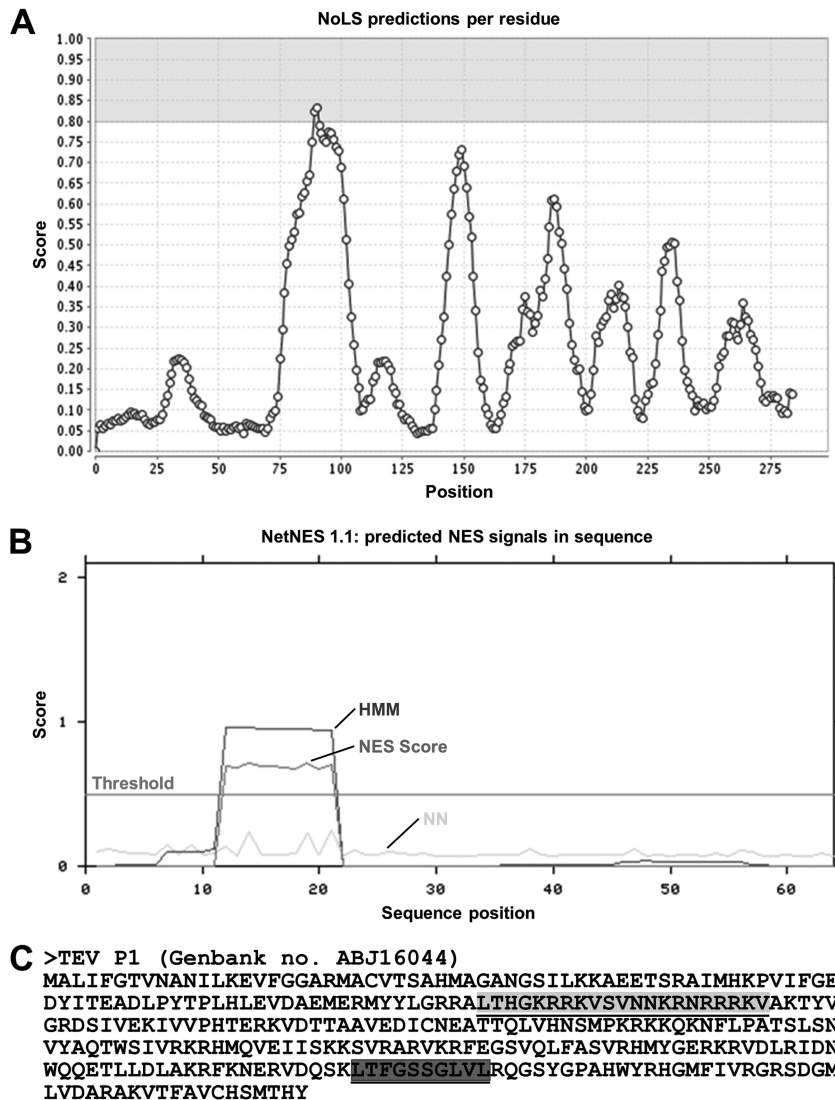 A
NoLS predictions per residue
1.00
0.95
0.90
0.85
0.80
0.75
0.70
0.65
0.60
0.55
0.50
0.45
0.40
0.35
0.30
0.25
0.20
0.15
0.10
0.05
0.00
Score
0 25 50 75 100 125 150 175 200 225 250 275
Position
B
NetNES 1.1: predicted NES signals in sequence
2
1
0
Score
HMM
NES Score
Threshold
NN
0 10 20 30 40 50 60
Sequence position
C
>TEV P1 (Genbank no. ABJ16044)
MALIFGTVNANILKEVFGGARMACVTSAHMAGANGSILKKAEETSRAIMHKPVIFGE
DYITEADLPYTPLHLEVDAEMERMYYLGRRALTHGKRRKVSVNNKRNRRRKVAKTYV
GRDSIVEKIVVPHTERKVDTTAAVEDICNEATTQLVHNSMPKRKKQKNFLPATSLSN
VYAQTWSIVRKRHMQVEIISKKSVRARVKRFEGSVQLFASVRHMYGERKRVDLRIDN
WQQETLLDLAKRFKNERVDQSKLTFGSSGLVLRQGSYGPAHWYRHGMFIVRGRSDGM
LVDARAKVTFAVCHSMTHY